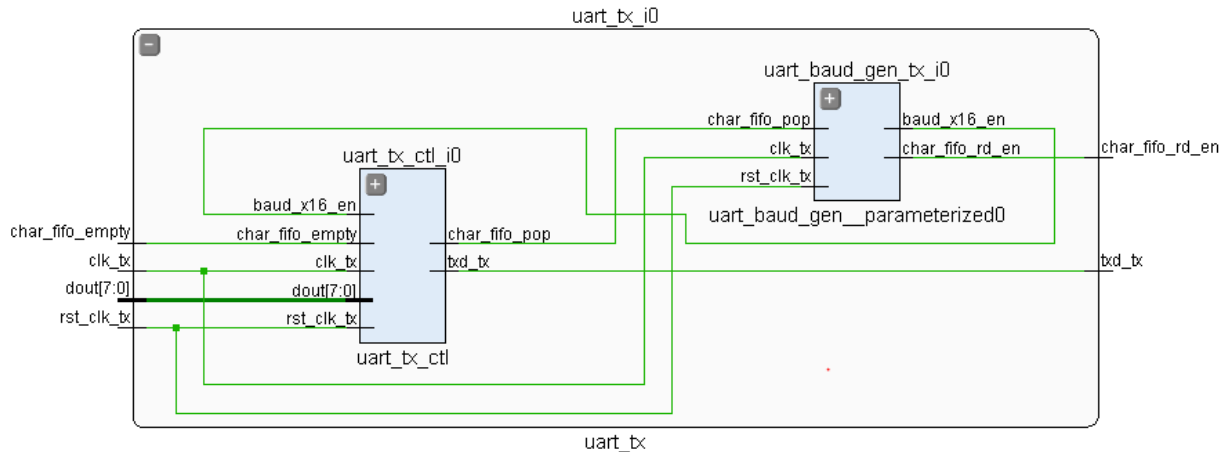 uart_tx_i0
uart_baud_gen_tx_i0
char_fifo_pop
baud_x16_en
clk_tx
char_fifo_rd_en
char_fifo_rd_en
rst_clk_tx
uart_baud_gen__parameterized0
uart_tx_ctl_i0
baud_x16_en
char_fifo_empty
char_fifo_empty
char_fifo_pop
clk_tx
clk_tx
txd_tx
txd_tx
dout[7:0]
dout[7:0]
rst_clk_tx
rst_clk_tx
uart_tx_ctl
uart_tx